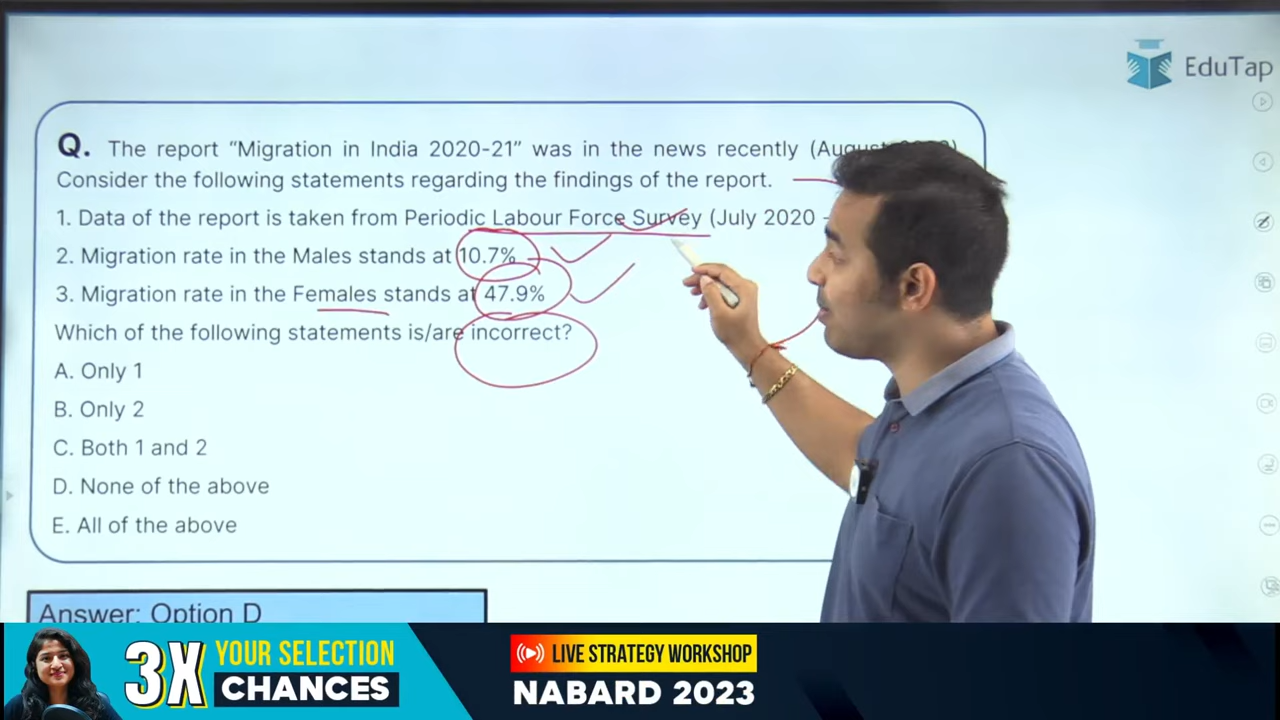 EduTap
Q. The report “Migration in India 2020-21” was in the news recently
Consider the following statements regarding the findings of the report.
1. Data of the report is taken from Periodic Labour Force Survey (July 2020 -
2. Migration rate in the Males stands at 10.7%
3. Migration rate in the Females stands at 47.9%
Which of the following statements is/are incorrect?
A. Only 1
B. Only 2
C. Both 1 and 2
D. None of the above
E. All of the above
Answer: Option D
3X YOUR SELECTION CHANCES
LIVE STRATEGY WORKSHOP
NABARD 2023